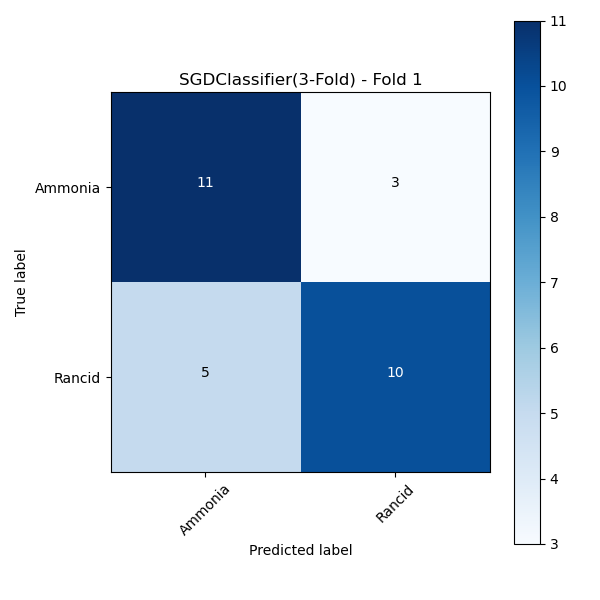 SGDClassifier(3-Fold) - Fold 1
True label
Ammonia
11
3
Rancid
5
10
Ammonia
Rancid
Predicted label
11
10
9
8
7
6
5
4
3